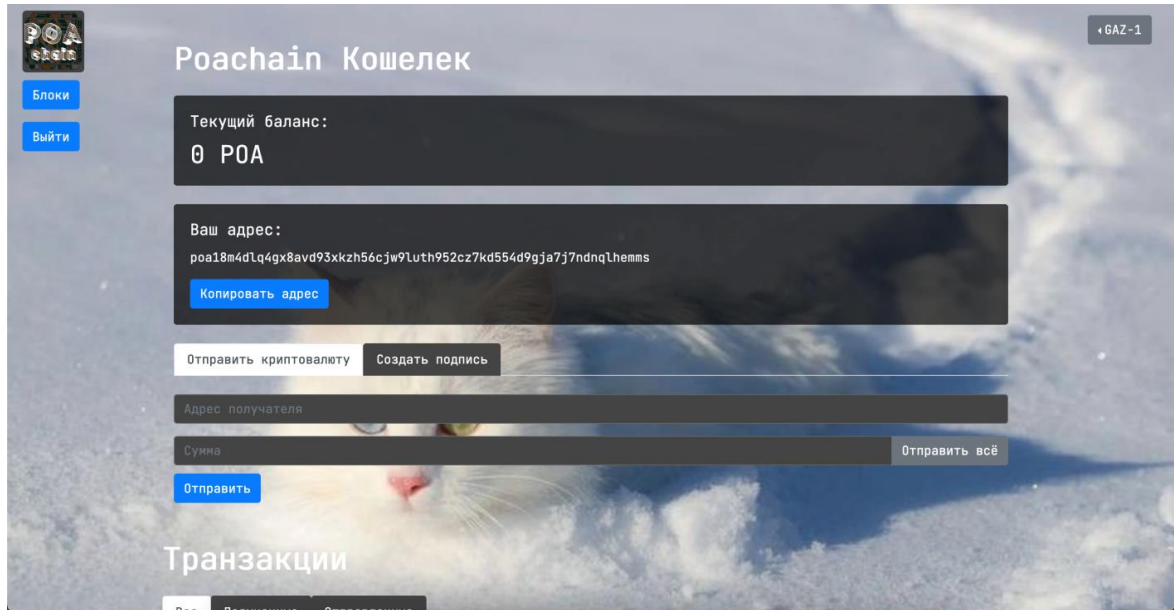 POA
chain
◂GAZ-1
Блоки
Выйти
Poachain Кошелек
Текущий баланс:
0 POA
Ваш адрес:
poa18m4dlq4gx8avd93xkzh56cjw9luth952cz7kd554d9gja7j7ndnqlhemms
Копировать адрес
Отправить криптовалюту Создать подпись
Адрес получателя
Сумма Отправить всё
Отправить
Транзакции